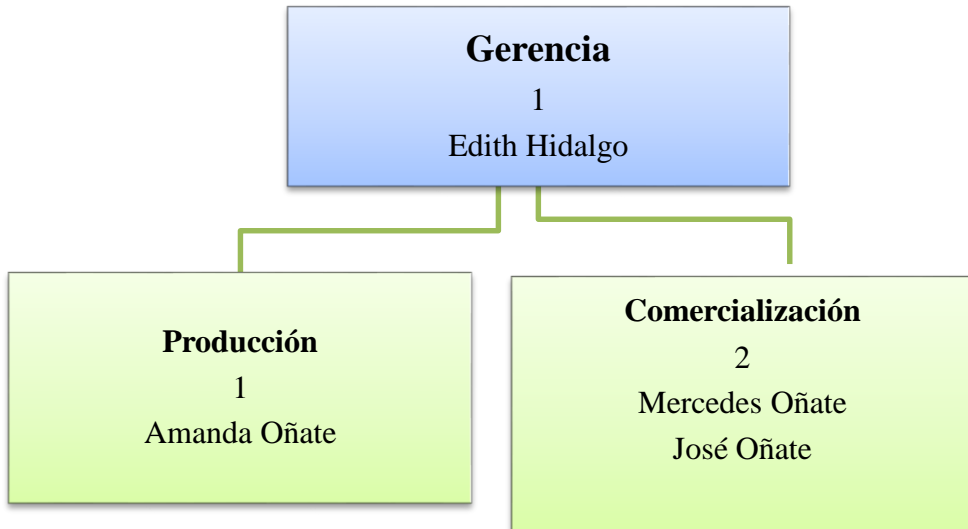 Gerencia
1
Edith Hidalgo
Producción
1
Amanda Oñate
Comercialización
2
Mercedes Oñate
José Oñate